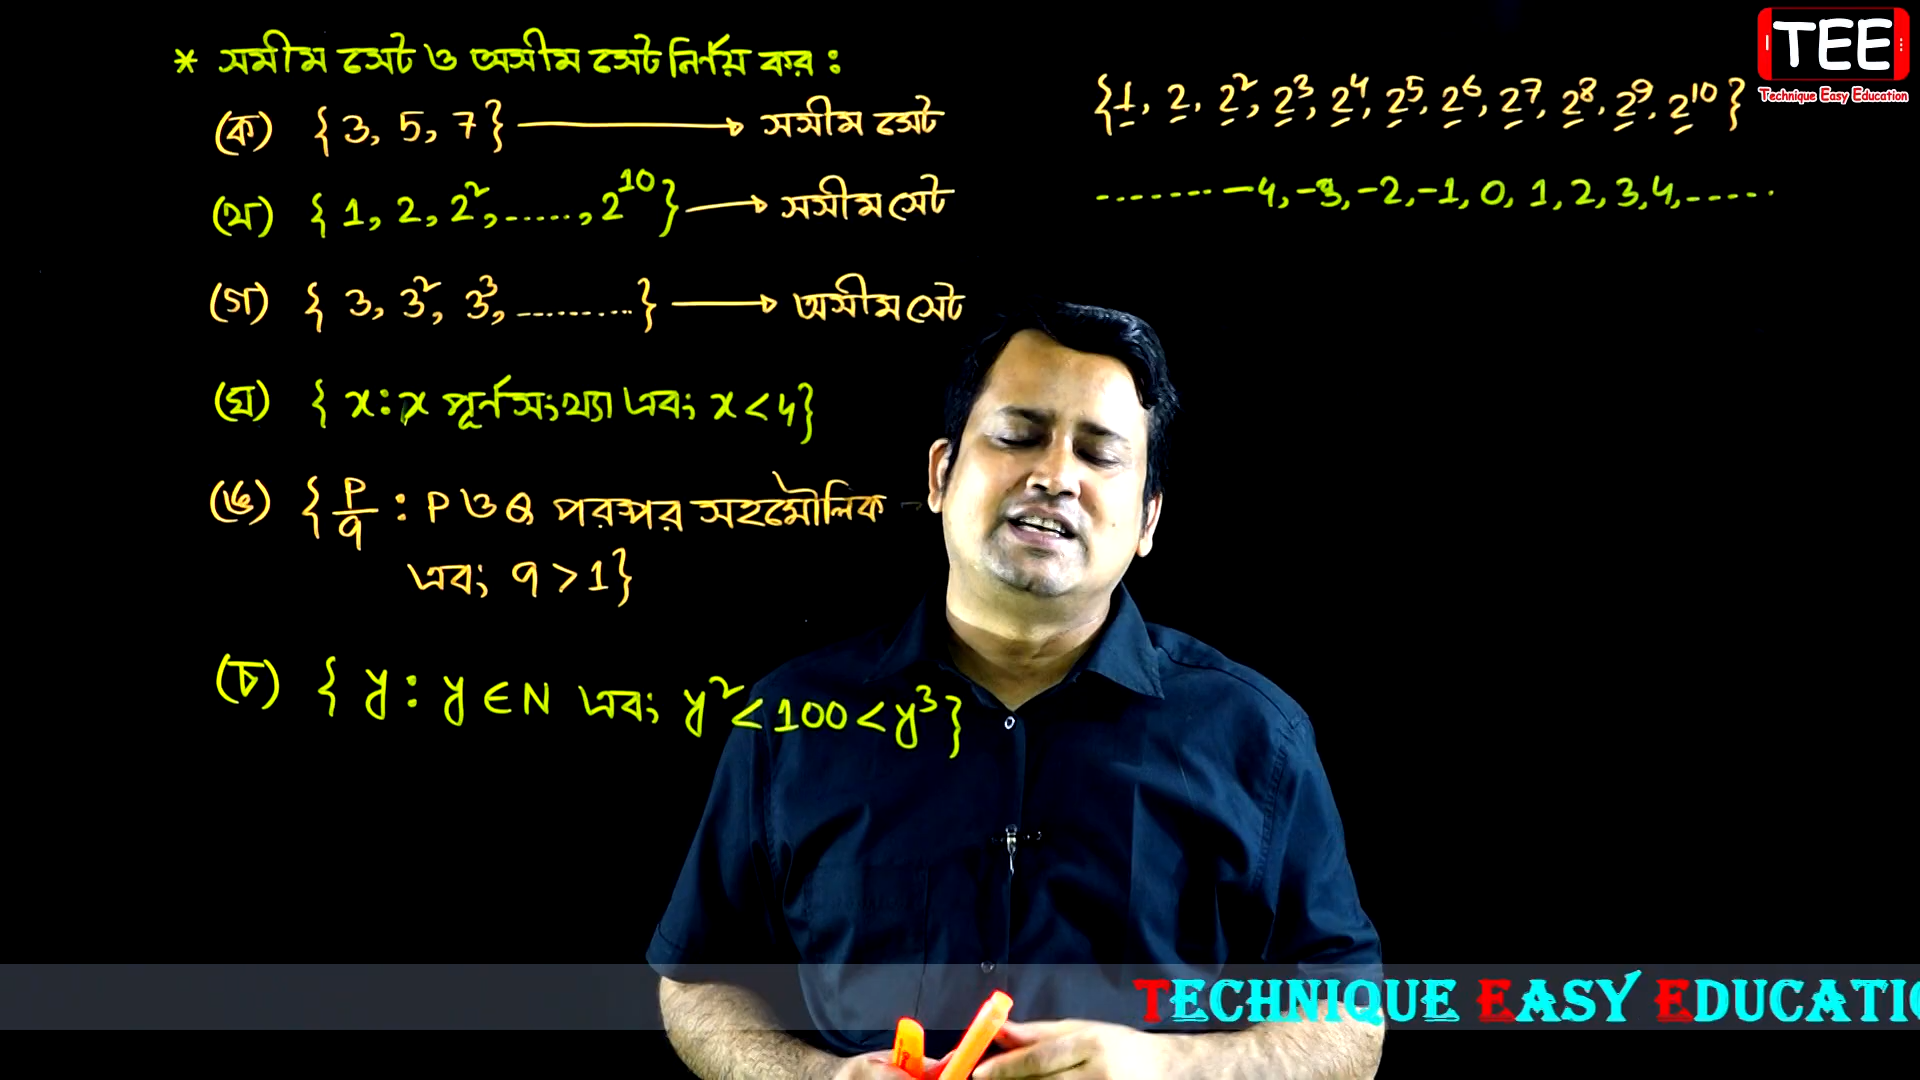 * সসীম সেট ও অসীম সেট নির্ণয় কর :
(ক) {3, 5, 7} → সসীম সেট
(খ) {1, 2, 2², ....., 2¹⁰} → সসীম সেট
(গ) {3, 3², 3³, .........} → অসীম সেট
(ঘ) {x : x পূর্নসংখ্যা এবং x < 4}
(ঙ) {P/q : P ও Q পরস্পর সহমৌলিক
এবং q > 1}
(চ) {y : y ∈ N এবং y² < 100 < y³}
{1, 2, 2², 2³, 2⁴, 2⁵, 2⁶, 2⁷, 2⁸, 2⁹, 2¹⁰}
........ -4, -3, -2, -1, 0, 1, 2, 3, 4, ......
TEE
Technique Easy Education
TECHNIQUE EASY EDUCATIO